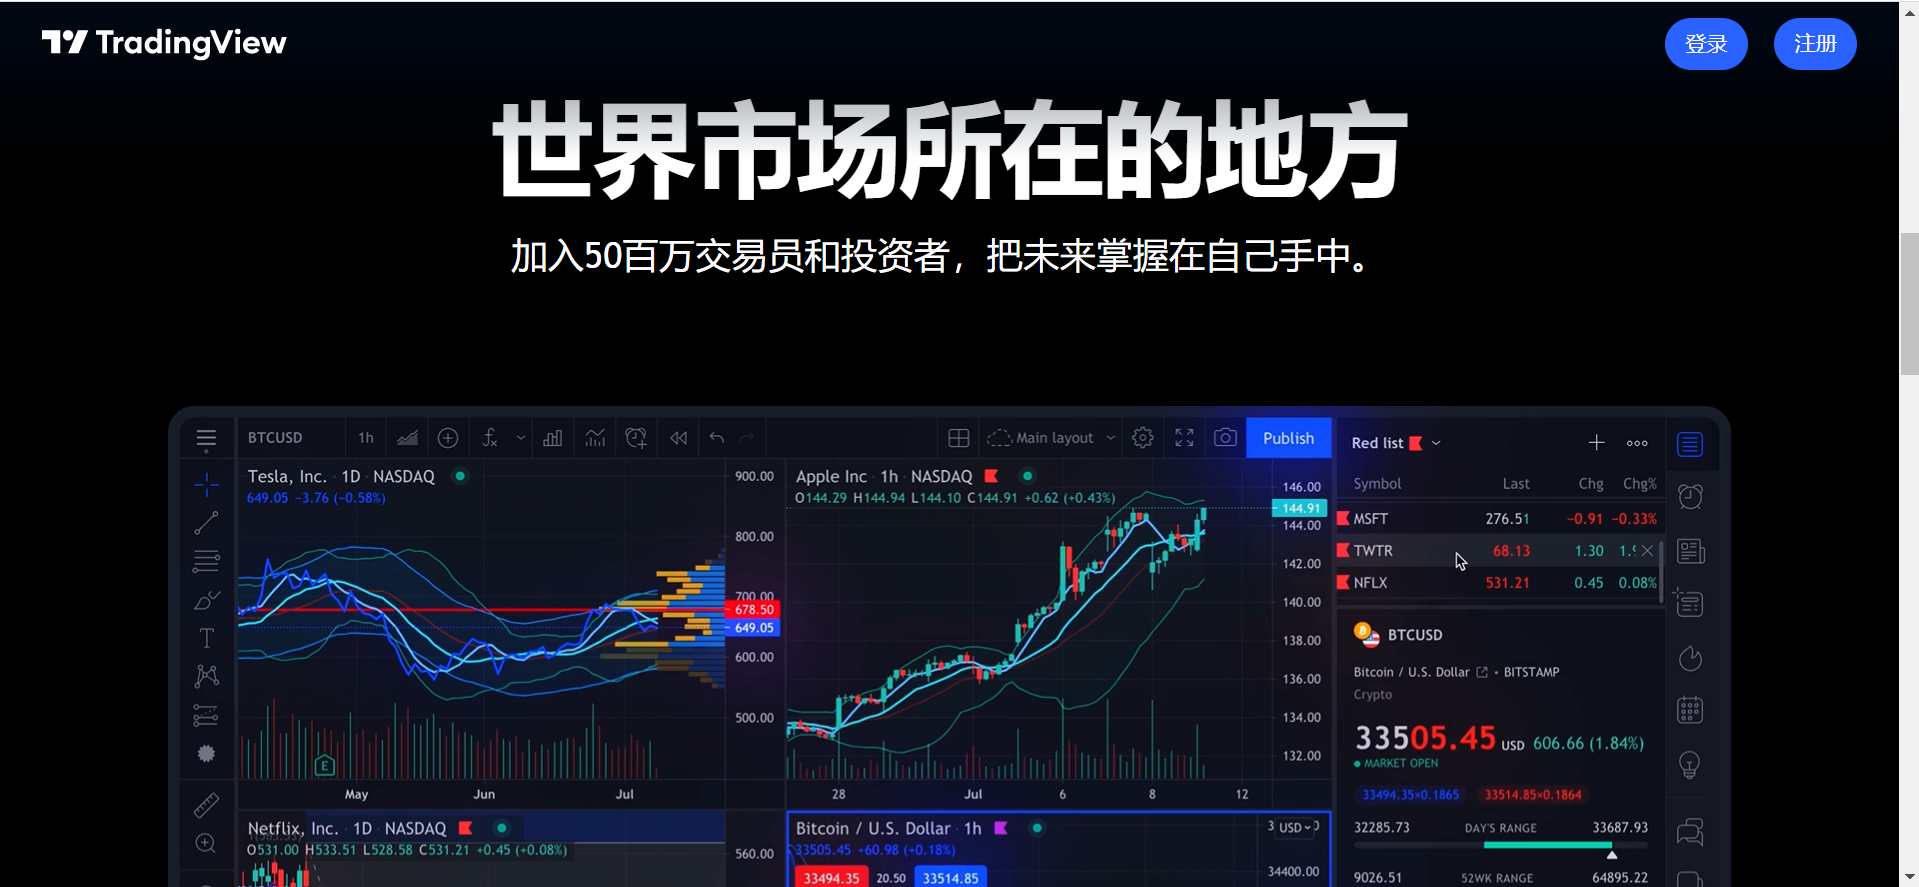 TradingView
登录
注册
世界市场所在的地方
加入50百万交易员和投资者，把未来掌握在自己手中。
BTCUSD
1h
Main layout
Publish
Red list
Tesla, Inc. · 1D · NASDAQ
649.05 −3.76 (−0.58%)
900.00
800.00
700.00
678.50
649.05
600.00
500.00
E
May
Jun
Jul
Apple Inc · 1h · NASDAQ
O144.29 H144.94 L144.10 C144.91 +0.62 (+0.43%)
146.00
144.91
144.00
142.00
140.00
138.00
136.00
134.00
132.00
28
Jul
6
8
12
Symbol Last Chg Chg%
MSFT 276.51 −0.91 −0.33%
TWTR 68.13 1.30
NFLX 531.21 0.45 0.08%
BTCUSD
Bitcoin / U.S. Dollar • BITSTAMP
Crypto
33505.45 USD 606.66 (1.84%)
MARKET OPEN
33494.35×0.1865 33514.85×0.1864
32285.73 DAY'S RANGE 33687.93
9026.51 52WK RANGE 64895.22
Netflix, Inc. · 1D · NASDAQ
O531.00 H533.51 L528.58 C531.21 +0.45 (+0.08%)
560.00
Bitcoin / U.S. Dollar · 1h
33505.45 +60.98 (+0.18%)
33494.35 20.50 33514.85
USD
34400.00